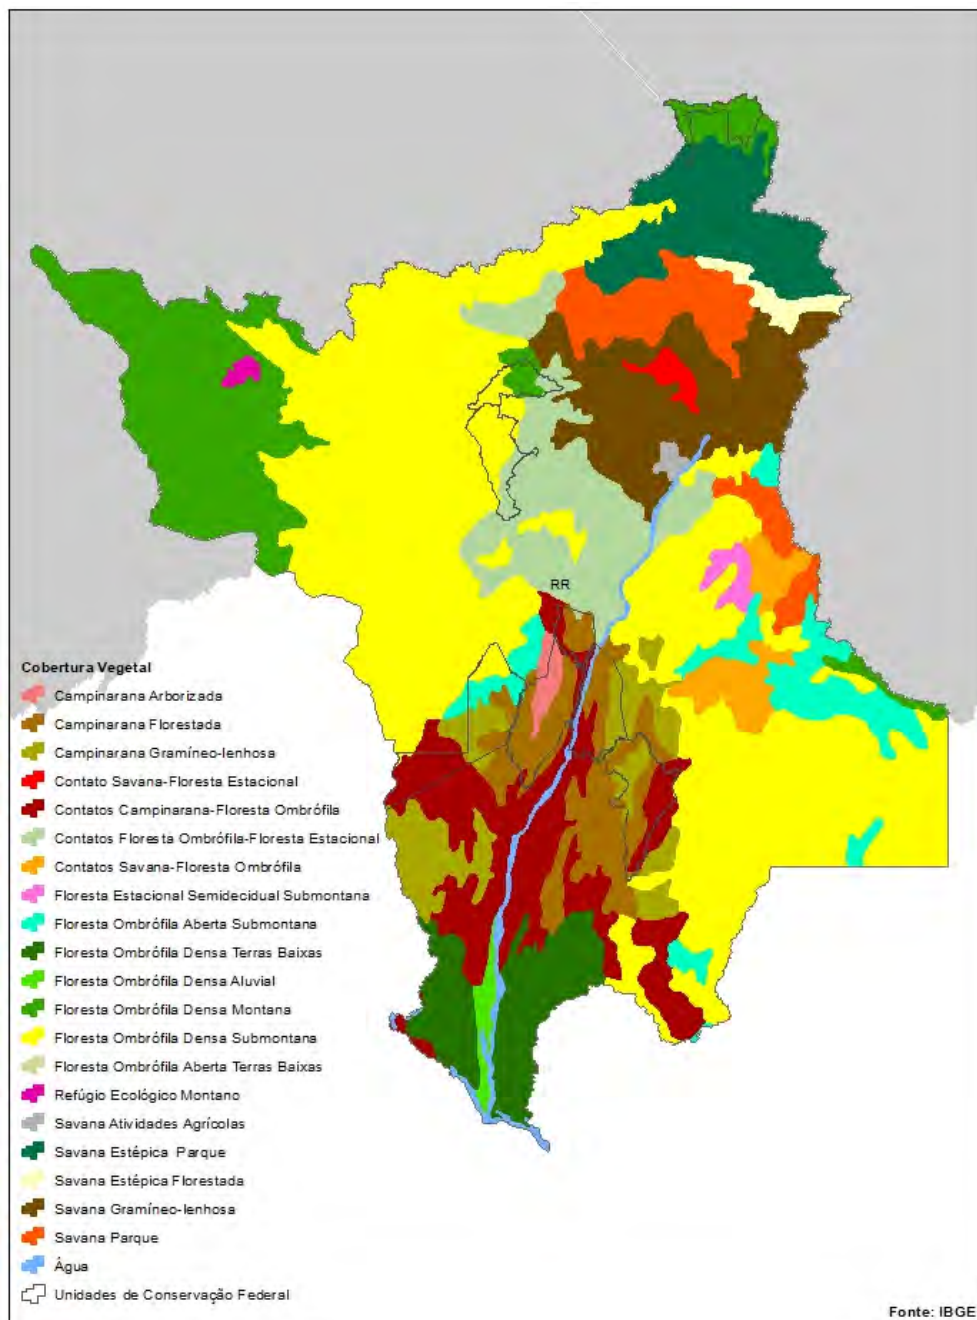 RR
Cobertura Vegetal
Campinarana Arborizada
Campinarana Florestada
Campinarana Gramíneo-lenhosa
Contato Savana-Floresta Estacional
Contatos Campinarana-Floresta Ombrófila
Contatos Floresta Ombrófila-Floresta Estacional
Contatos Savana-Floresta Ombrófila
Floresta Estacional Semidecidual Submontana
Floresta Ombrófila Aberta Submontana
Floresta Ombrófila Densa Terras Baixas
Floresta Ombrófila Densa Aluvial
Floresta Ombrófila Densa Montana
Floresta Ombrófila Densa Submontana
Floresta Ombrófila Aberta Terras Baixas
Refúgio Ecológico Montano
Savana Atividades Agrícolas
Savana Estépica Parque
Savana Estépica Florestada
Savana Gramíneo-lenhosa
Savana Parque
Água
Unidades de Conservação Federal
Fonte: IBGE